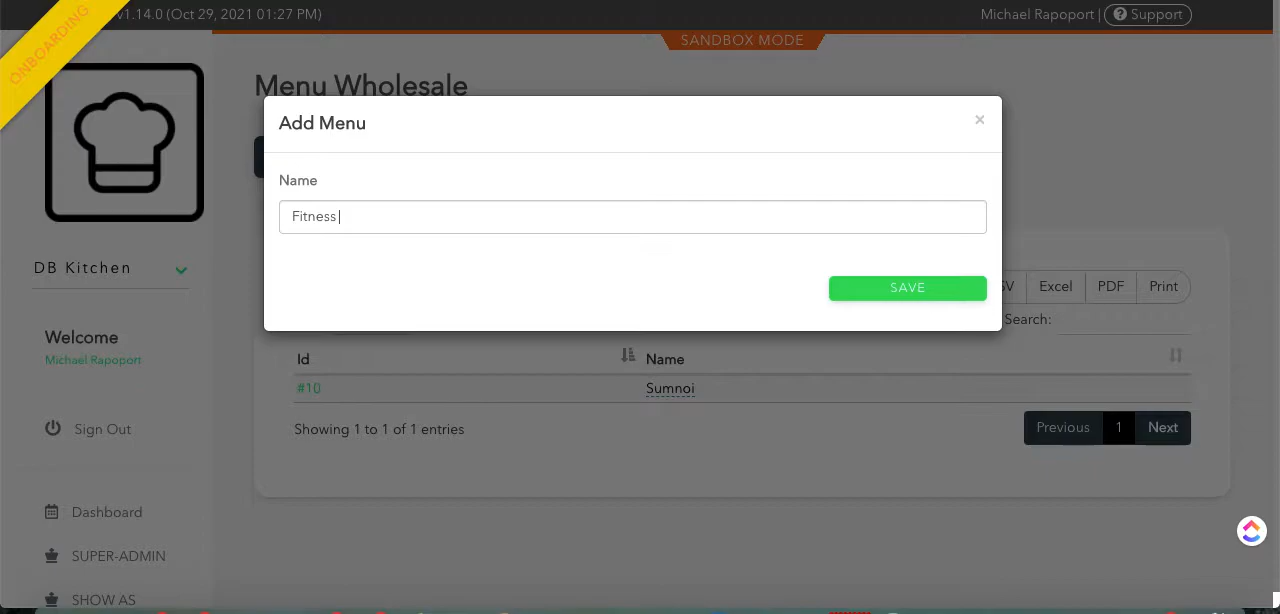 v1.14.0 (Oct 29, 2021 01:27 PM)
Michael Rapoport | Support
ONBOARDING
SANDBOX MODE
Menu Wholesale
Add Menu
×
Name
Fitness
SAVE
DB Kitchen
Welcome
Michael Rapoport
Sign Out
Dashboard
SUPER-ADMIN
SHOW AS
Excel PDF Print
Search:
Id Name
#10 Sumnoi
Showing 1 to 1 of 1 entries
Previous 1 Next